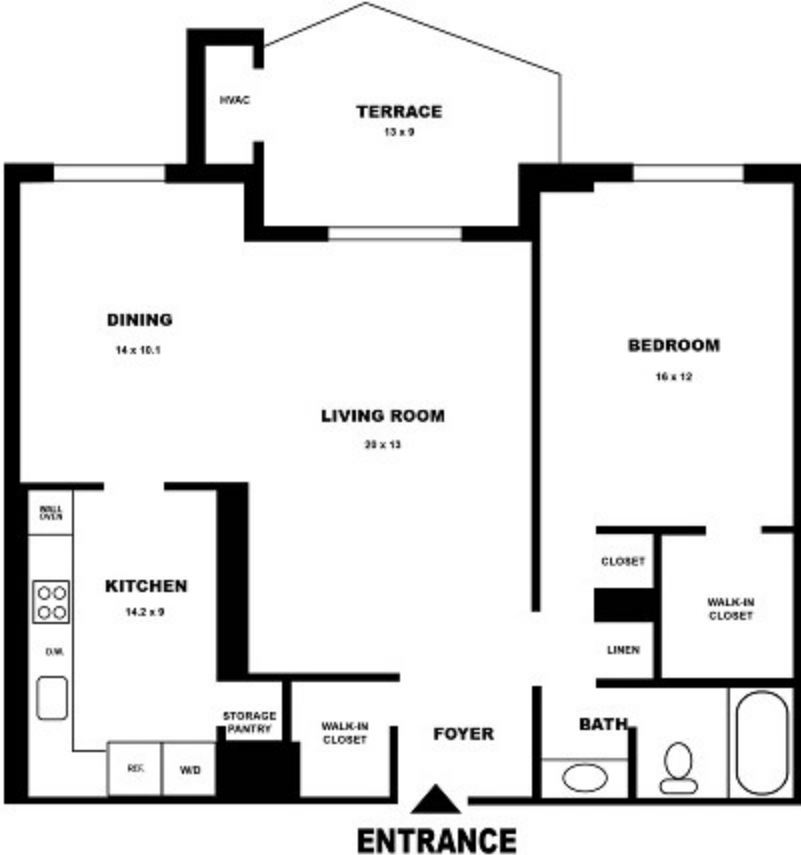 HVAC
TERRACE
13 x 9
DINING
14 x 10.1
BEDROOM
16 x 12
LIVING ROOM
20 x 13
WALL
OVEN
KITCHEN
14.2 x 9
D.W.
CLOSET
WALK-IN
CLOSET
LINEN
STORAGE
PANTRY
WALK-IN
CLOSET
FOYER
BATH
REF.
W/D
ENTRANCE